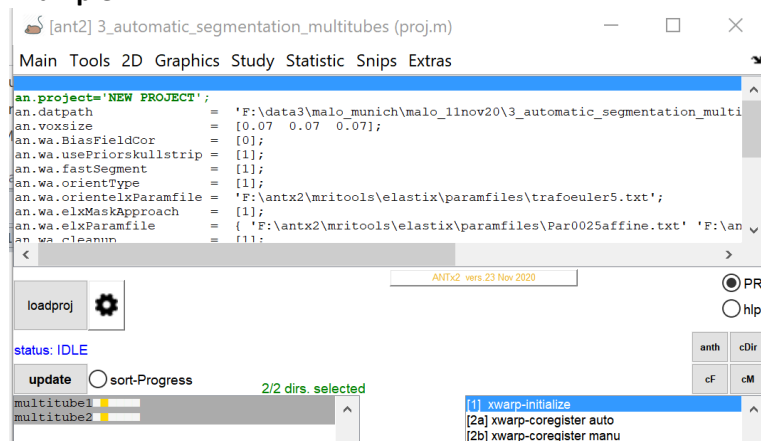 [ant2] 3_automatic_segmentation_multitubes (proj.m)
Main Tools 2D Graphics Study Statistic Snips Extras
an.project='NEW PROJECT';
an.datpath = 'F:\data3\malo_munich\malo_11nov20\3_automatic_segmentation_multi
an.voxsize = [0.07 0.07 0.07];
an.wa.BiasFieldCor = [0];
an.wa.usePriorskullstrip = [1];
an.wa.fastSegment = [1];
an.wa.orientType = [1];
an.wa.orientelxParamfile = 'F:\antx2\mritools\elastix\paramfiles\trafoeuler5.txt';
an.wa.elxMaskApproach = [1];
an.wa.elxParamfile = { 'F:\antx2\mritools\elastix\paramfiles\Par0025affine.txt' 'F:\an
an.wa.cleanup = [1];
ANTx2 vers.23 Nov 2020
PR
loadproj
hlp
status: IDLE
anth cDir
update sort-Progress
2/2 dirs. selected
cF cM
multitube1
multitube2
[1] xwarp-initialize
[2a] xwarp-coregister auto
[2b] xwarp-coregister manu